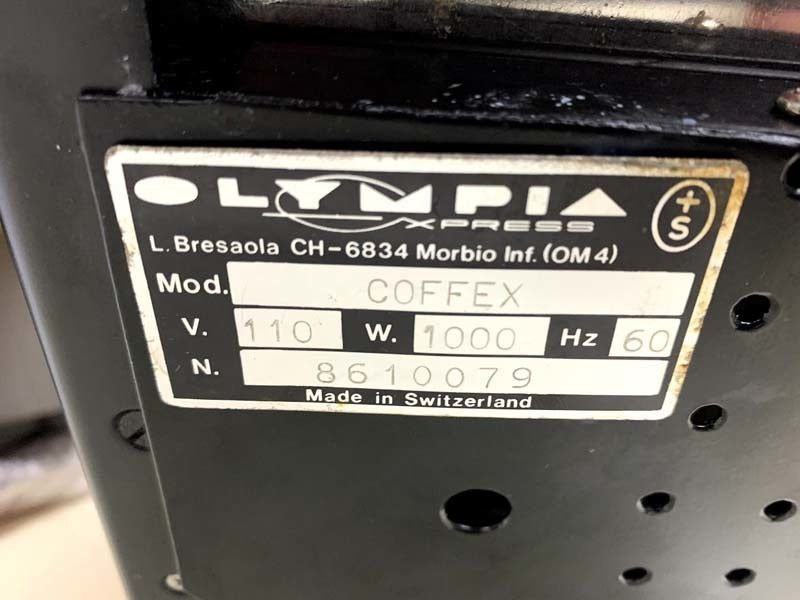 OLYMPIA
XPRESS
+S
L. Bresaola CH-6834 Morbio Inf. (OM4)
Mod. COFFEX
V. 110 W. 1000 Hz 60
N. 8610079
Made in Switzerland